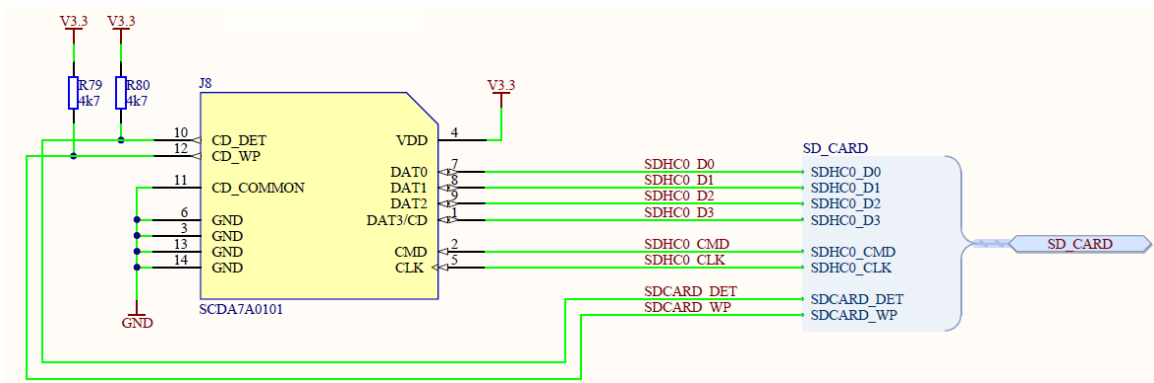 V3.3 V3.3
R79 R80
4k7 4k7
J8
V3.3
10 CD_DET VDD 4
12 CD_WP
SD_CARD
DAT0 7 SDHC0_D0 SDHC0_D0
11 CD_COMMON DAT1 8 SDHC0_D1 SDHC0_D1
DAT2 9 SDHC0_D2 SDHC0_D2
6 GND DAT3/CD 1 SDHC0_D3 SDHC0_D3
3 GND
13 GND CMD 2 SDHC0_CMD SDHC0_CMD
SD_CARD
14 GND CLK 5 SDHC0_CLK SDHC0_CLK
SDCARD_DET SDCARD_DET
SCDA7A0101 SDCARD_WP SDCARD_WP
GND